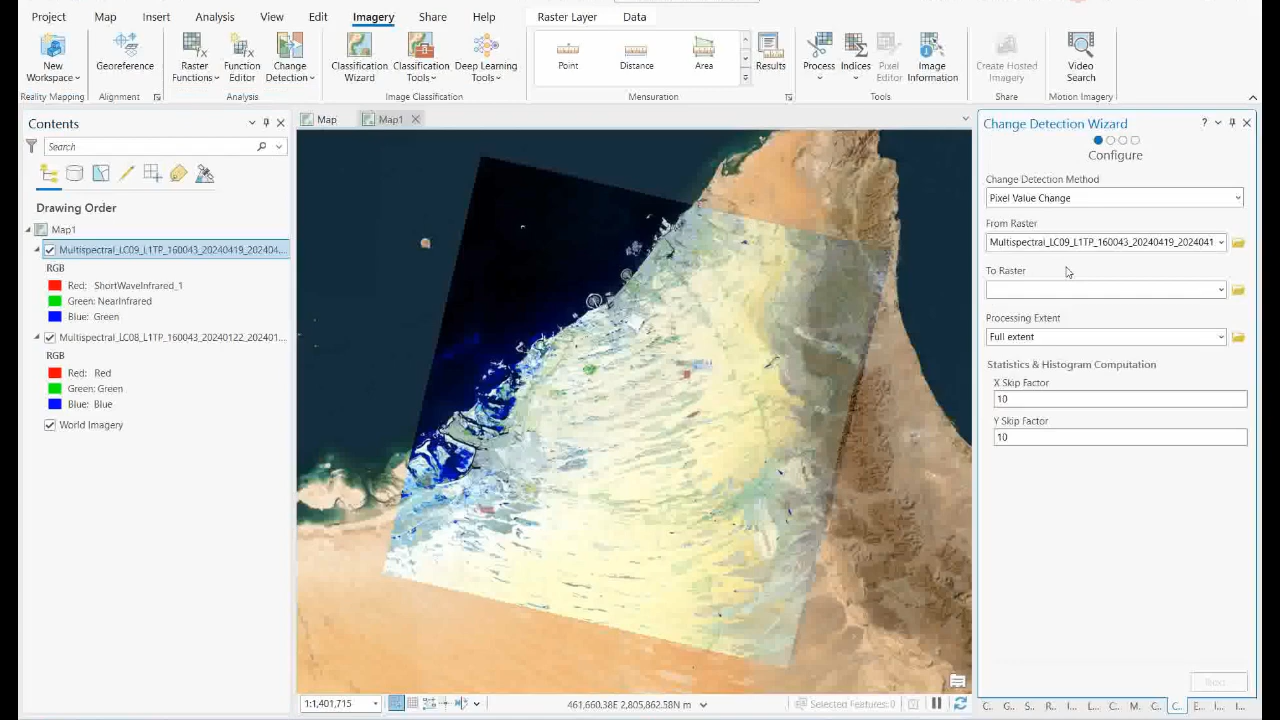 Project Map Insert Analysis View Edit Imagery Share Help Raster Layer Data
New Workspace
Georeference
Raster Functions
Function Editor
Change Detection
Classification Wizard
Classification Tools
Deep Learning Tools
Point
Distance
Area
Results
Process
Indices
Pixel Editor
Image Information
Create Hosted Imagery
Video Search
Reality Mapping Alignment Analysis Image Classification Mensuration Tools Share Motion Imagery
Contents
Search
Drawing Order
Map1
Multispectral_LC09_L1TP_160043_20240419_202404...
RGB
Red: ShortWaveInfrared_1
Green: NearInfrared
Blue: Green
Multispectral_LC08_L1TP_160043_20240122_202401...
RGB
Red: Red
Green: Green
Blue: Blue
World Imagery
Map Map1
1:1,401,715
461,660.38E 2,805,862.58N m
Selected Features: 0
Change Detection Wizard
Configure
Change Detection Method
Pixel Value Change
From Raster
Multispectral_LC09_L1TP_160043_20240419_2024041
To Raster
Processing Extent
Full extent
Statistics & Histogram Computation
X Skip Factor
10
Y Skip Factor
10
Next
C... G... S... R... I... L... C... M... C... C... E... I... I...